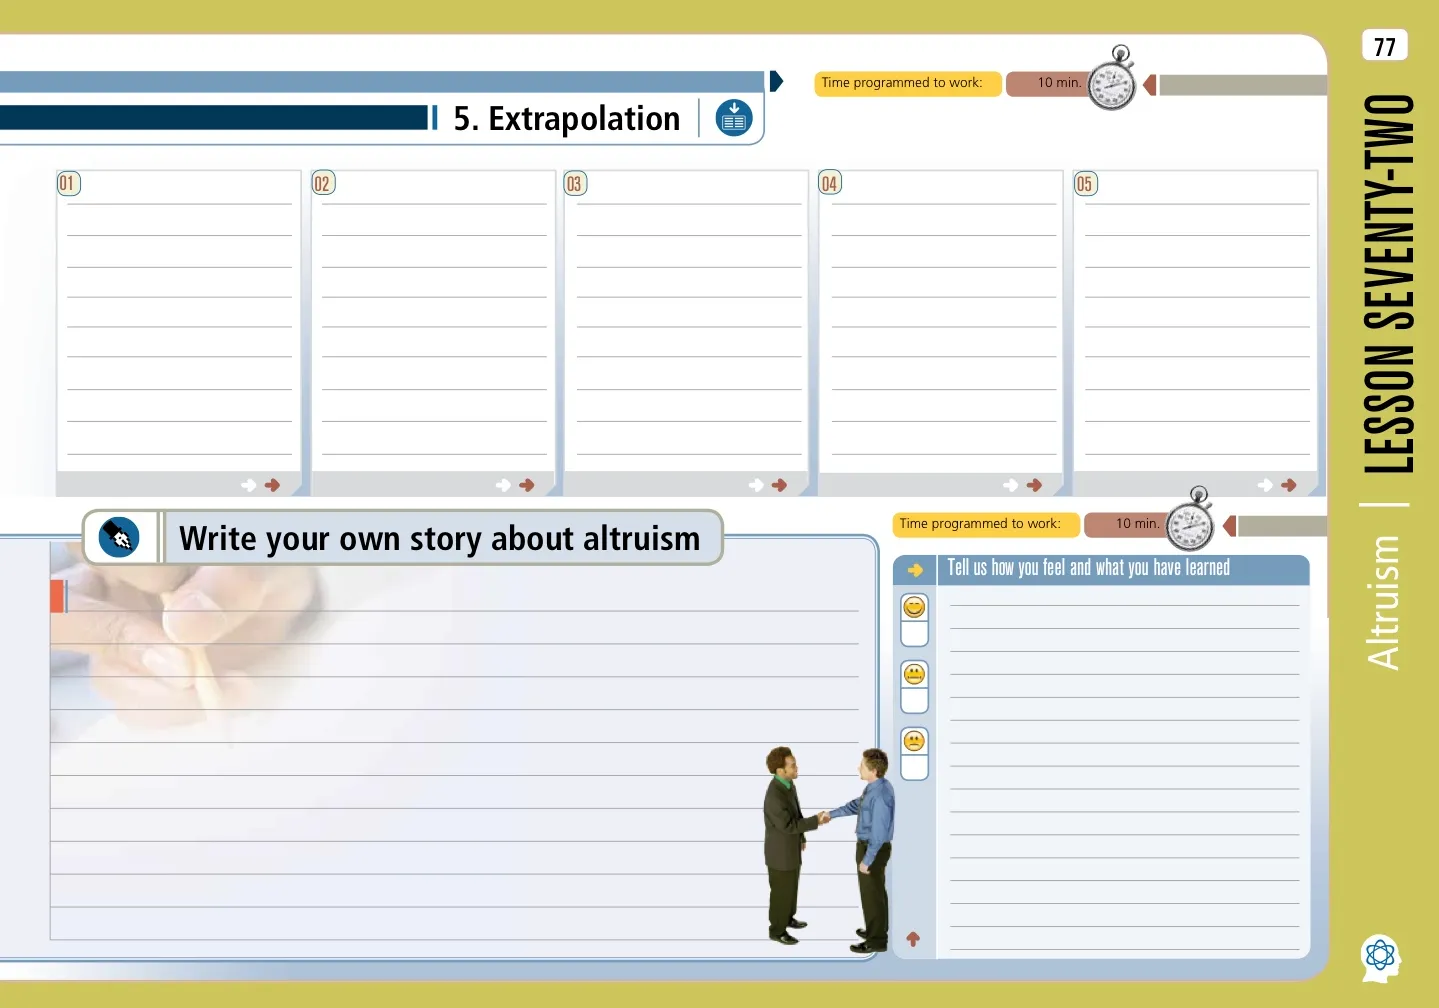 77
Time programmed to work:
10 min.
5. Extrapolation
01
02
03
04
05
Write your own story about altruism
Time programmed to work:
10 min.
Tell us how you feel and what you have learned
LESSON SEVENTY-TWO
Altruism